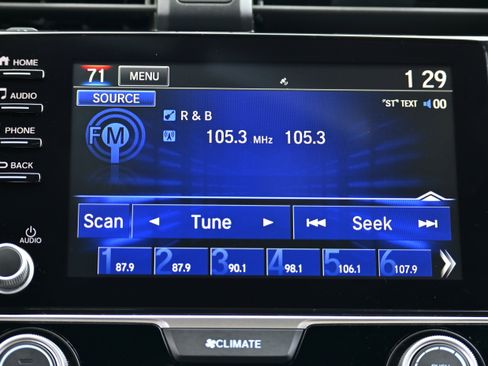 HOME
AUDIO
PHONE
BACK
AUDIO
71 MENU 1 29
SOURCE "ST" TEXT 00
FM R & B
105.3 MHz 105.3
Scan Tune Seek
1 87.9 2 87.9 3 90.1 4 98.1 5 106.1 6 107.9
CLIMATE